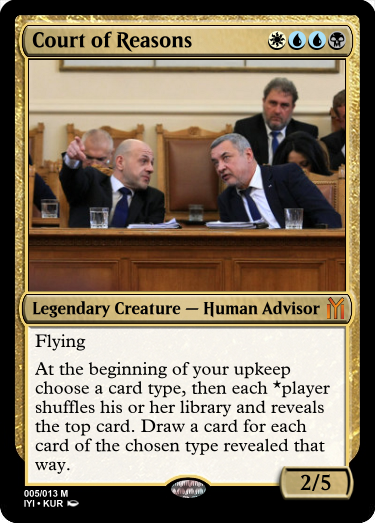 Court of Reasons
Legendary Creature — Human Advisor
Flying
At the beginning of your upkeep
choose a card type, then each *player
shuffles his or her library and reveals
the top card. Draw a card for each
card of the chosen type revealed that
way.
2/5
005/013 M
IYI • KUR